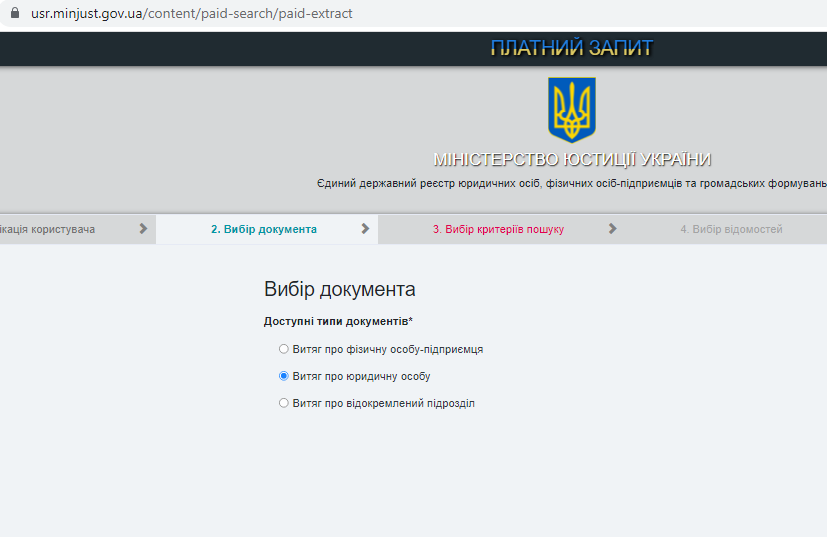 usr.minjust.gov.ua/content/paid-search/paid-extract
ПЛАТНИЙ ЗАПИТ
МІНІСТЕРСТВО ЮСТИЦІЇ УКРАЇНИ
Єдиний державний реєстр юридичних осіб, фізичних осіб-підприємців та громадських формувань
ікація користувача
2. Вибір документа
3. Вибір критеріїв пошуку
4. Вибір відомостей
Вибір документа
Доступні типи документів*
Витяг про фізичну особу-підприємця
Витяг про юридичну особу
Витяг про відокремлений підрозділ